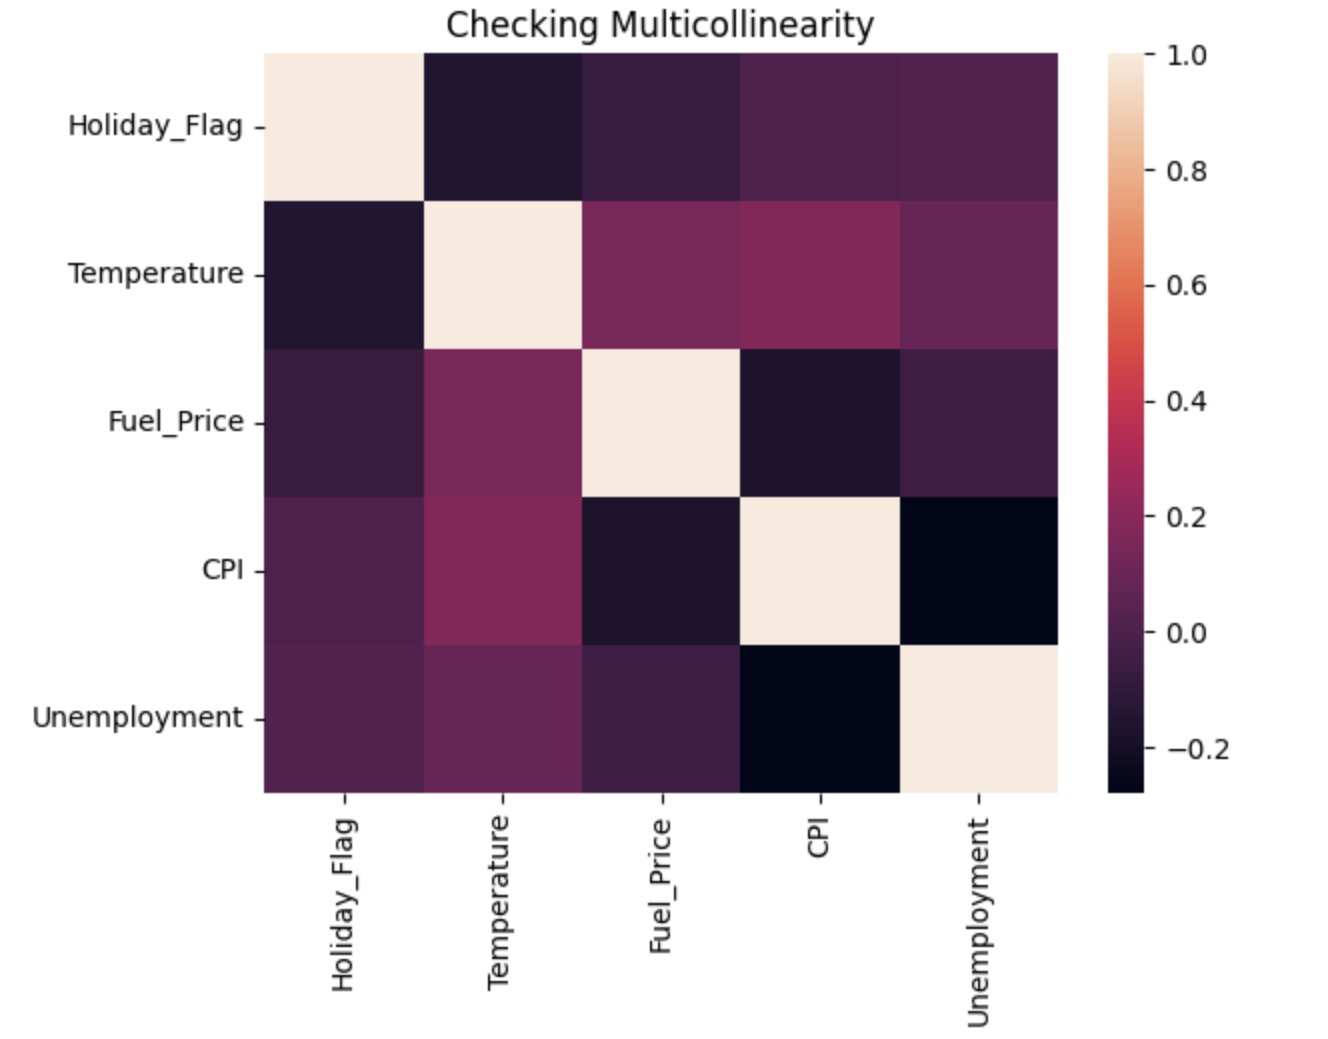 Checking Multicollinearity
Holiday_Flag
Temperature
Fuel_Price
CPI
Unemployment
Holiday_Flag
Temperature
Fuel_Price
CPI
Unemployment
1.0
0.8
0.6
0.4
0.2
0.0
−0.2